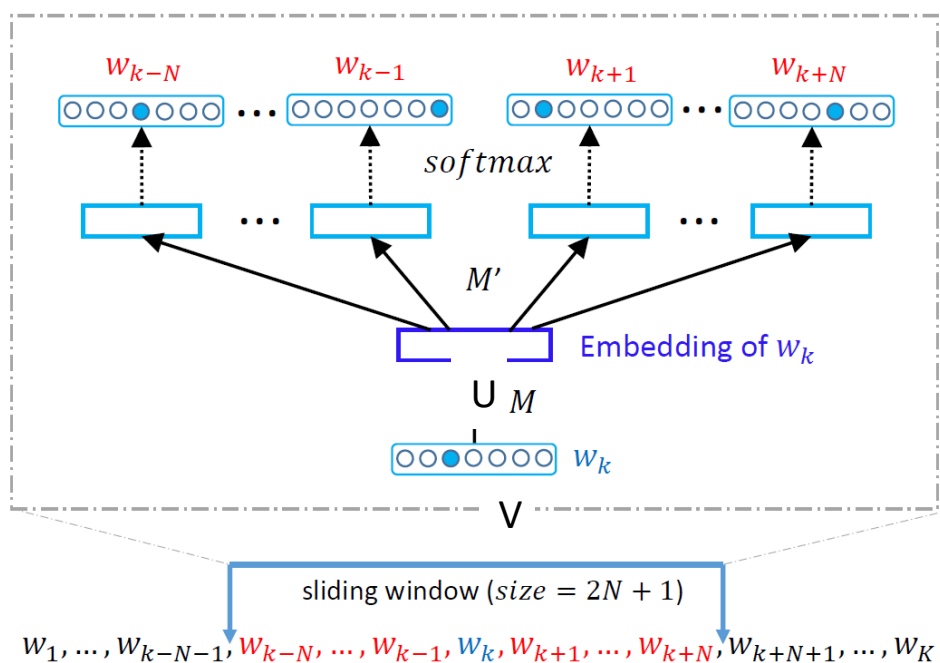 w_{k-N} w_{k-1} w_{k+1} w_{k+N}
... ...
softmax
... ...
M'
Embedding of w_k
U M
w_k
V
sliding window (size = 2N + 1)
w_1, ..., w_{k-N-1}, w_{k-N}, ..., w_{k-1}, w_k, w_{k+1}, ..., w_{k+N}, w_{k+N+1}, ..., w_K